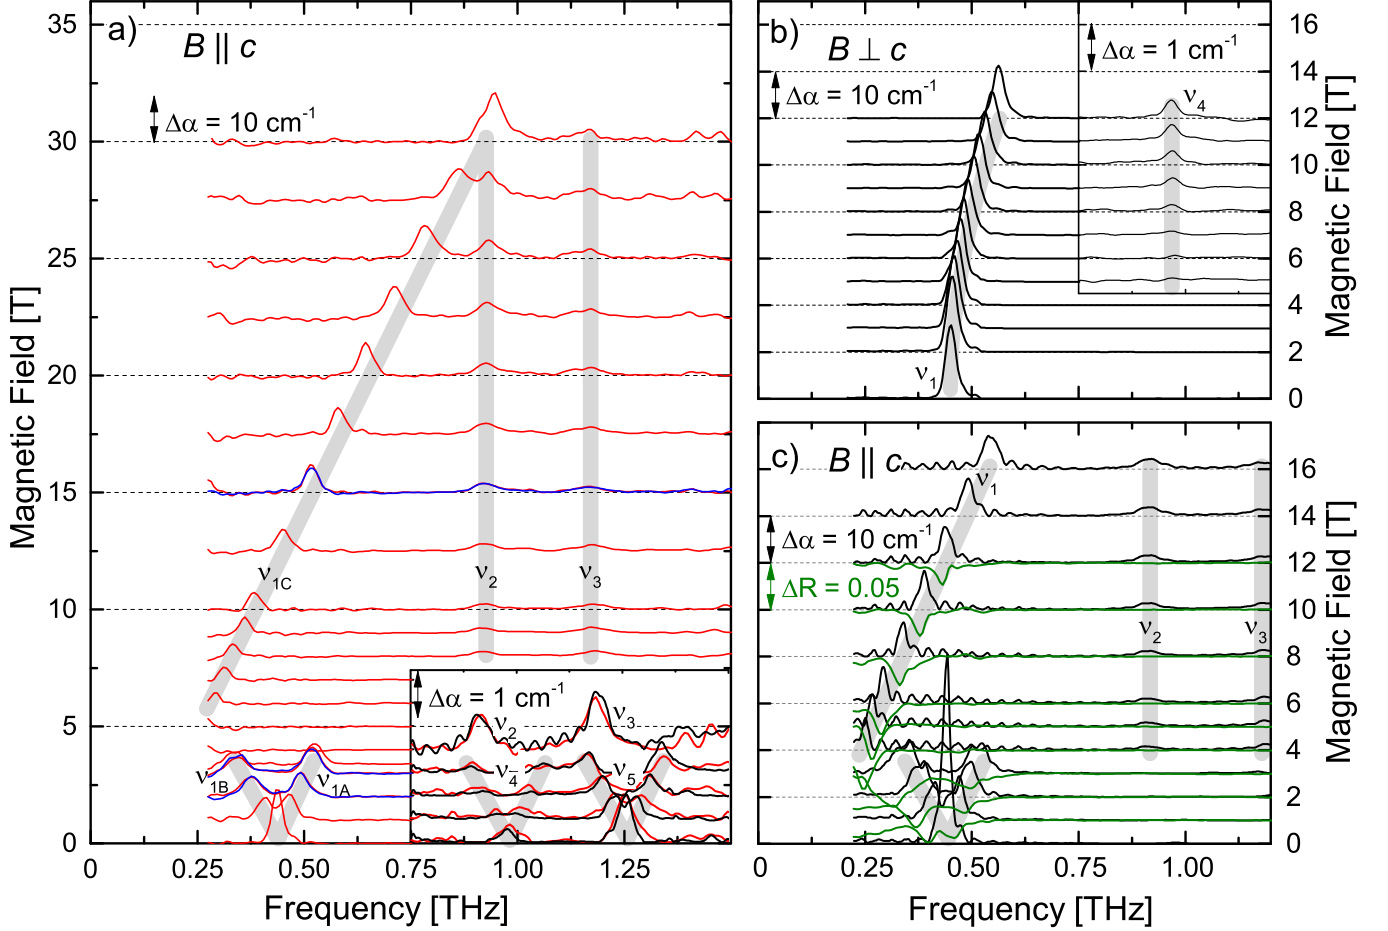 a)
B ∥ c
Δα = 10 cm⁻¹
ν1C
ν2
ν3
ν1B
ν1A
Δα = 1 cm⁻¹
ν2
ν3
ν4̄
ν5
35
30
25
20
15
10
5
0
Magnetic Field [T]
0
0.25
0.50
0.75
1.00
1.25
Frequency [THz]
b)
B ⊥ c
Δα = 10 cm⁻¹
Δα = 1 cm⁻¹
ν4
ν1
16
14
12
10
8
6
4
2
0
Magnetic Field [T]
c)
B ∥ c
ν1
Δα = 10 cm⁻¹
ΔR = 0.05
ν2
ν3
16
14
12
10
8
6
4
2
0
Magnetic Field [T]
0
0.25
0.50
0.75
1.00
Frequency [THz]